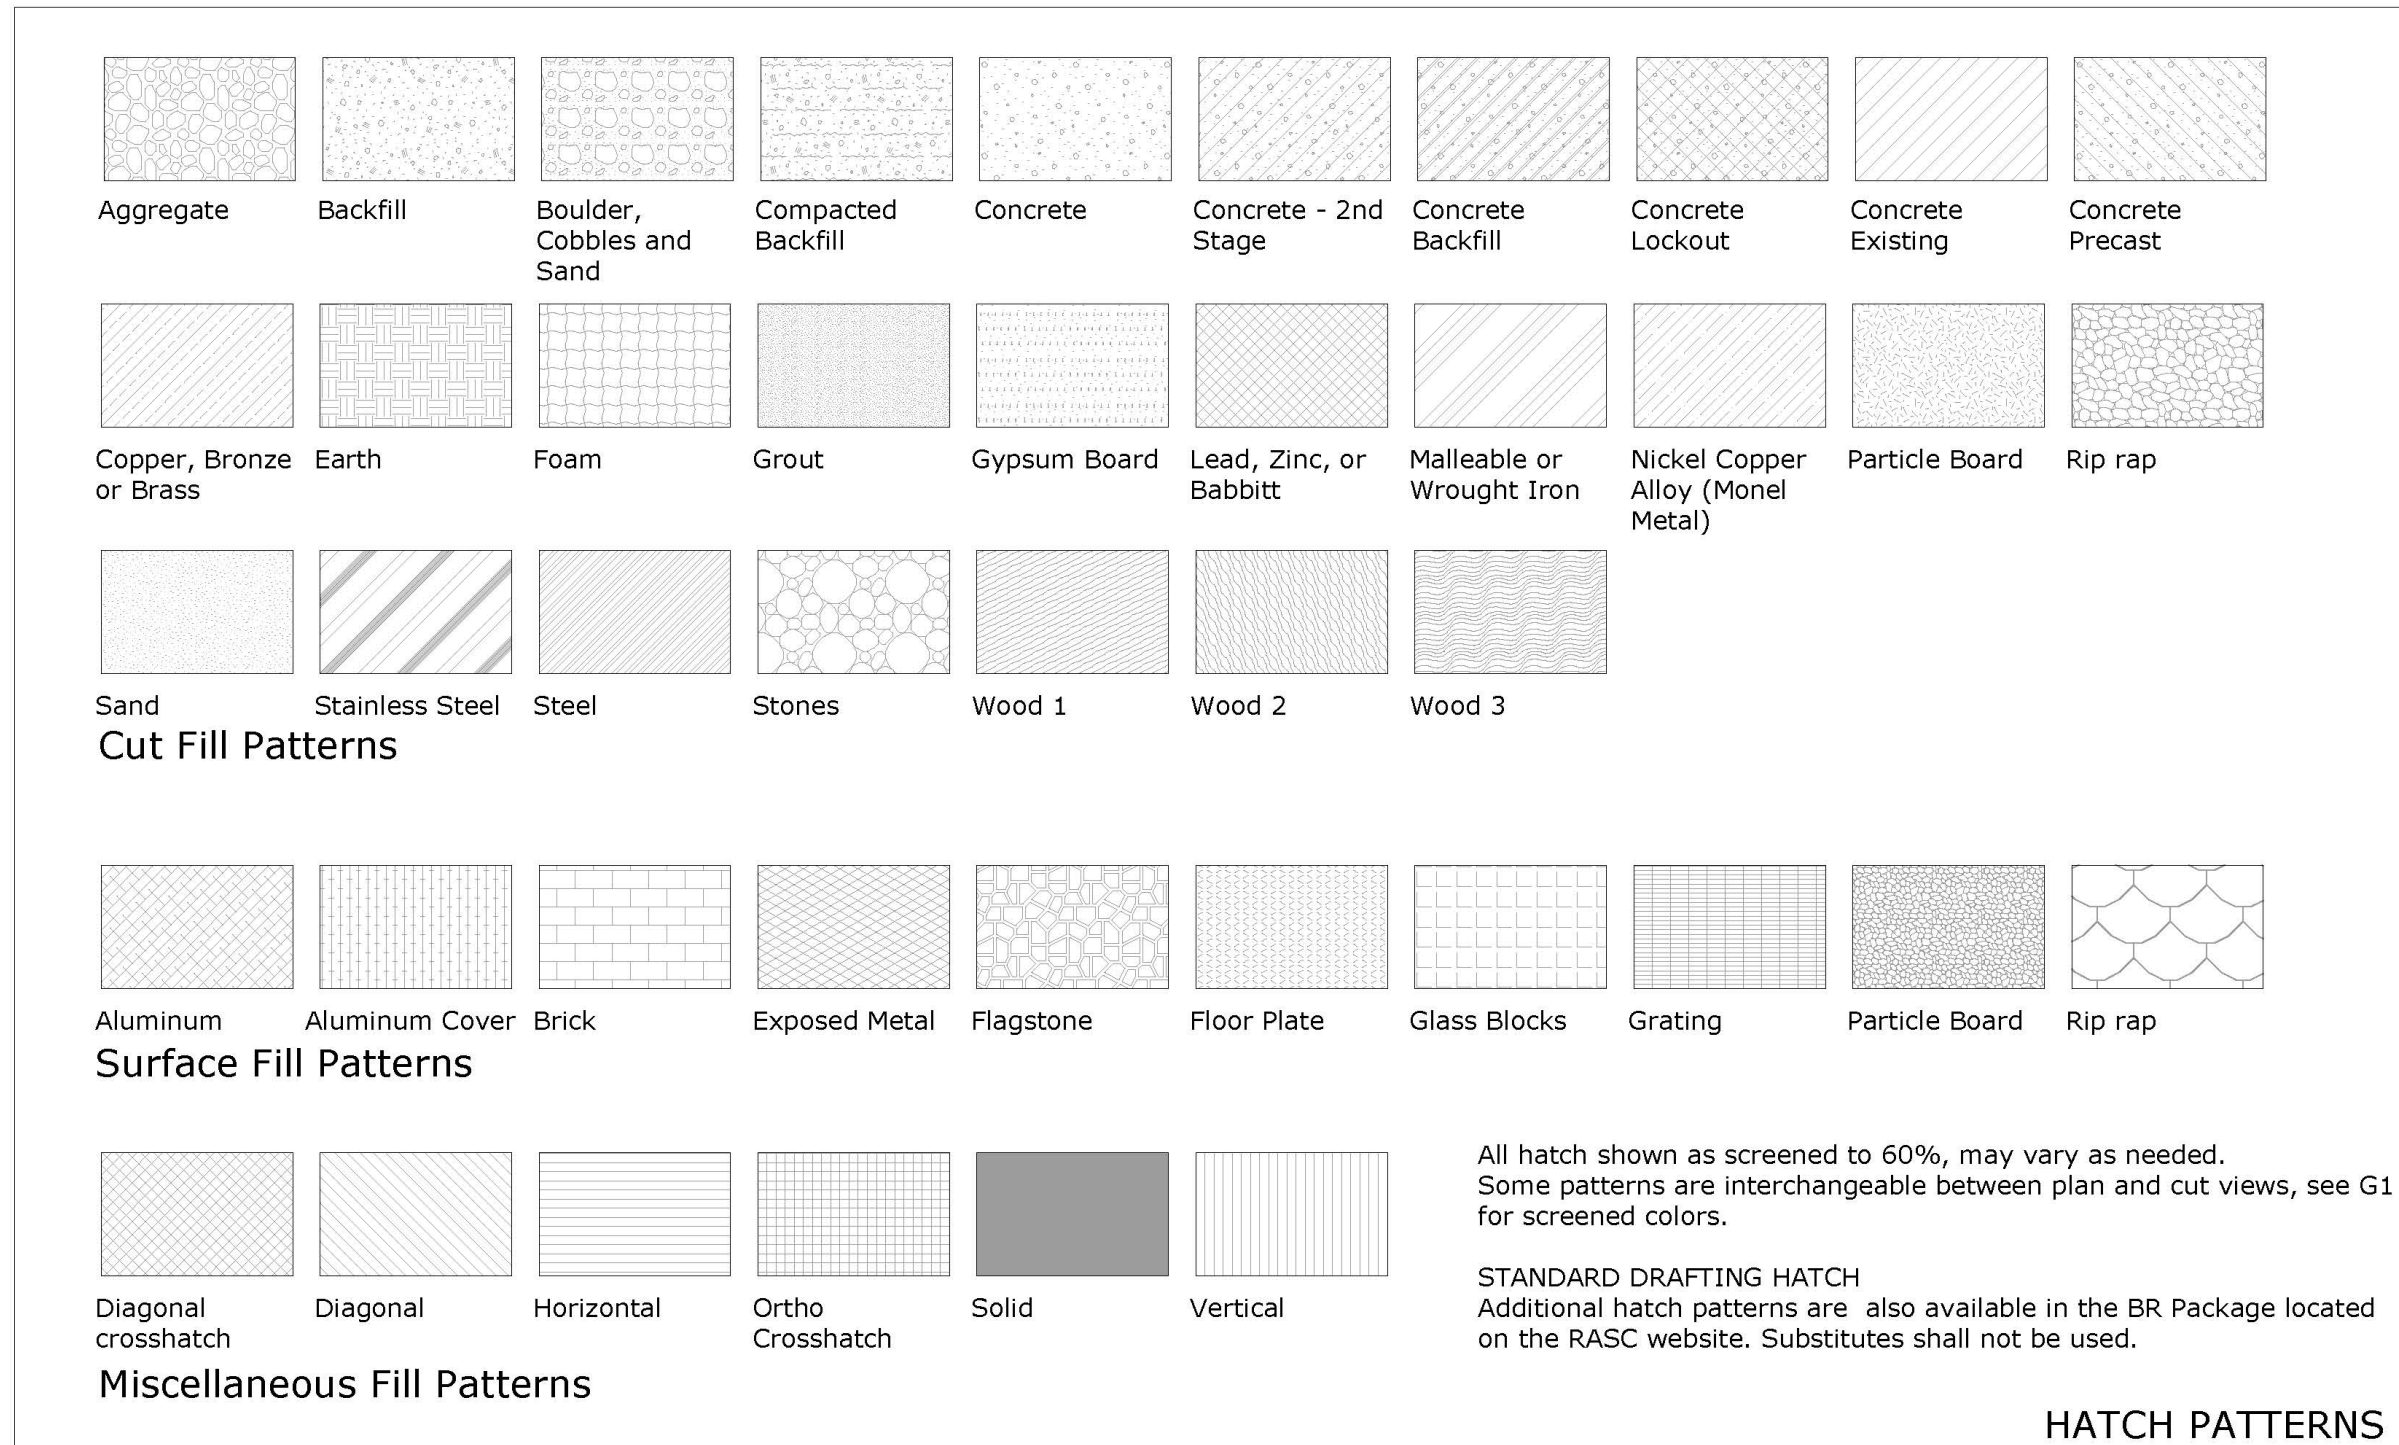 Aggregate
Backfill
Boulder,
Cobbles and
Sand
Compacted
Backfill
Concrete
Concrete - 2nd
Stage
Concrete
Backfill
Concrete
Lockout
Concrete
Existing
Concrete
Precast
Copper, Bronze
or Brass
Earth
Foam
Grout
Gypsum Board
Lead, Zinc, or
Babbitt
Malleable or
Wrought Iron
Nickel Copper
Alloy (Monel
Metal)
Particle Board
Rip rap
Sand
Stainless Steel
Steel
Stones
Wood 1
Wood 2
Wood 3
Cut Fill Patterns
Aluminum
Aluminum Cover
Brick
Exposed Metal
Flagstone
Floor Plate
Glass Blocks
Grating
Particle Board
Rip rap
Surface Fill Patterns
Diagonal
crosshatch
Diagonal
Horizontal
Ortho
Crosshatch
Solid
Vertical
Miscellaneous Fill Patterns
All hatch shown as screened to 60%, may vary as needed.
Some patterns are interchangeable between plan and cut views, see G1
for screened colors.
STANDARD DRAFTING HATCH
Additional hatch patterns are also available in the BR Package located
on the RASC website. Substitutes shall not be used.
HATCH PATTERNS